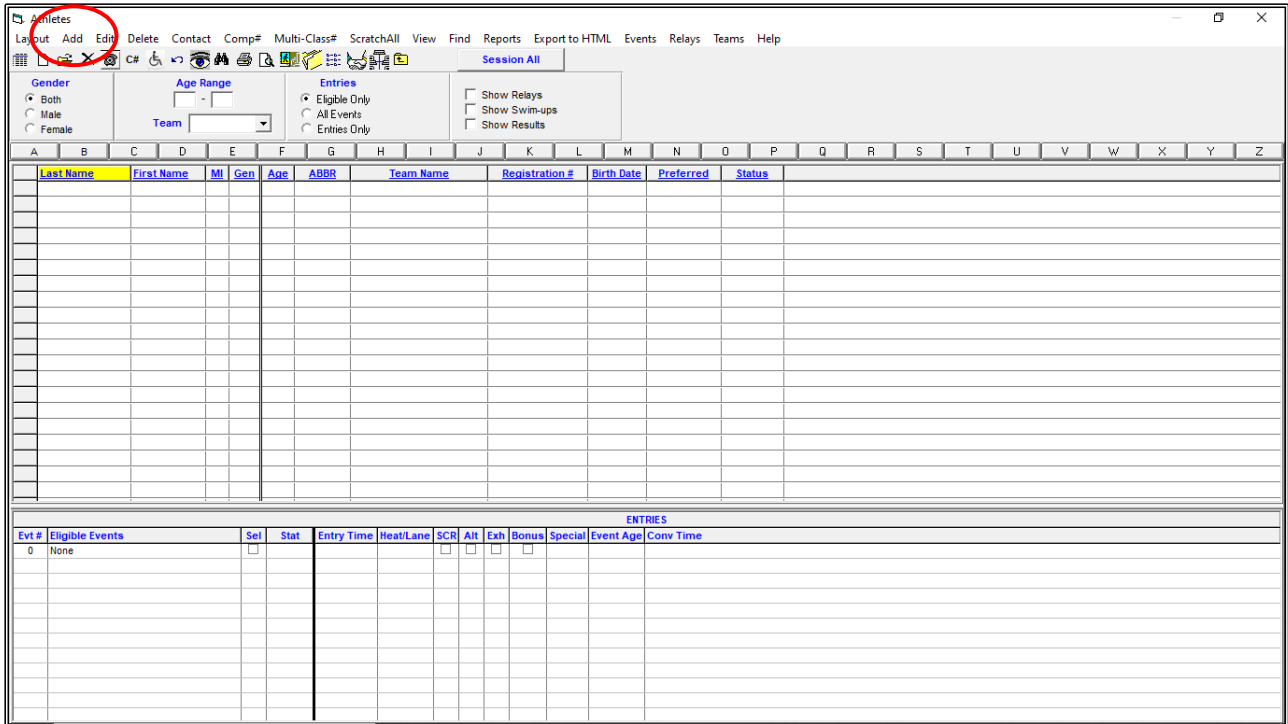 Athletes
Layout Add Edit Delete Contact Comp# Multi-Class# ScratchAll View Find Reports Export to HTML Events Relays Teams Help
C# Session All
Gender Age Range Entries
Both - Eligible Only Show Relays
Male All Events Show Swim-ups
Female Team Entries Only Show Results
A B C D E F G H I J K L M N O P Q R S T U V W X Y Z
Last Name First Name MI Gen Age ABBR Team Name Registration # Birth Date Preferred Status
ENTRIES
Evt # Eligible Events Sel Stat Entry Time Heat/Lane SCR Alt Exh Bonus Special Event Age Conv Time
0 None